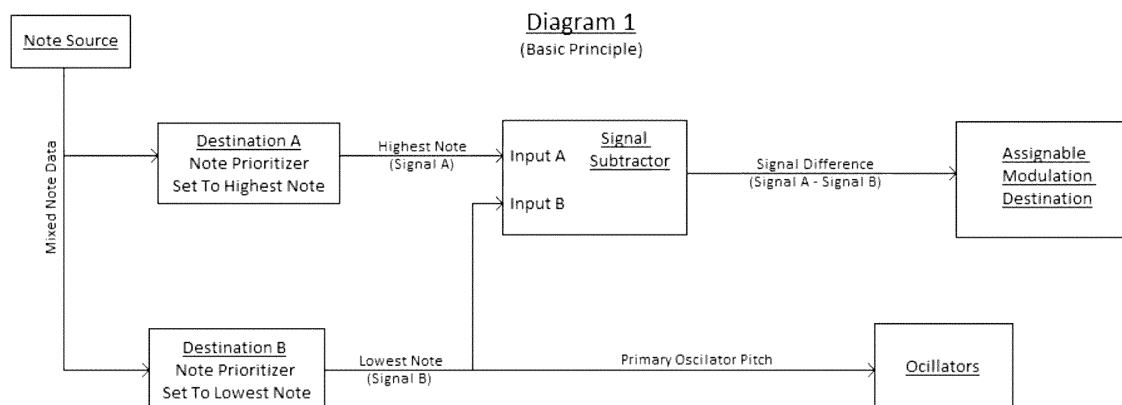 Diagram 1
(Basic Principle)
Note Source
Mixed Note Data
Destination A
Note Prioritizer
Set To Highest Note
Highest Note
(Signal A)
Input A
Signal
Subtractor
Input B
Signal Difference
(Signal A - Signal B)
Assignable
Modulation
Destination
Destination B
Note Prioritizer
Set To Lowest Note
Lowest Note
(Signal B)
Primary Oscilator Pitch
Ocillators